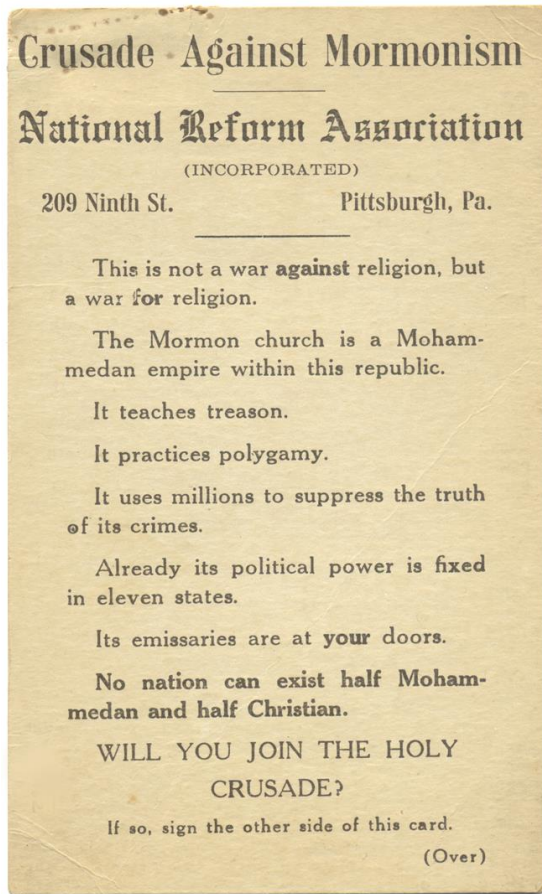 Crusade Against Mormonism
National Reform Association
(INCORPORATED)
209 Ninth St. Pittsburgh, Pa.
This is not a war against religion, but
a war for religion.
The Mormon church is a Moham-
medan empire within this republic.
It teaches treason.
It practices polygamy.
It uses millions to suppress the truth
of its crimes.
Already its political power is fixed
in eleven states.
Its emissaries are at your doors.
No nation can exist half Moham-
medan and half Christian.
WILL YOU JOIN THE HOLY
CRUSADE?
If so, sign the other side of this card.
(Over)